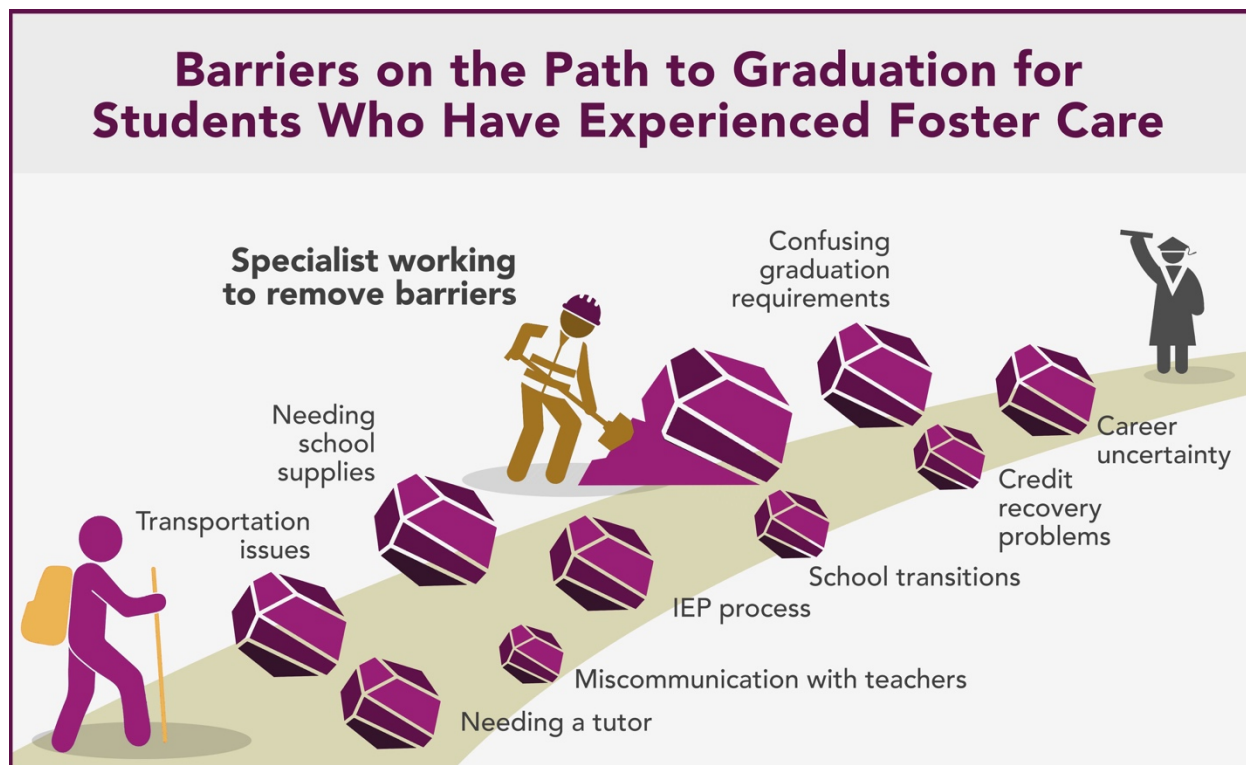 Barriers on the Path to Graduation for
Students Who Have Experienced Foster Care
Specialist working
to remove barriers
Confusing
graduation
requirements
Needing
school
supplies
Transportation
issues
Career
uncertainty
Credit
recovery
problems
School transitions
IEP process
Miscommunication with teachers
Needing a tutor